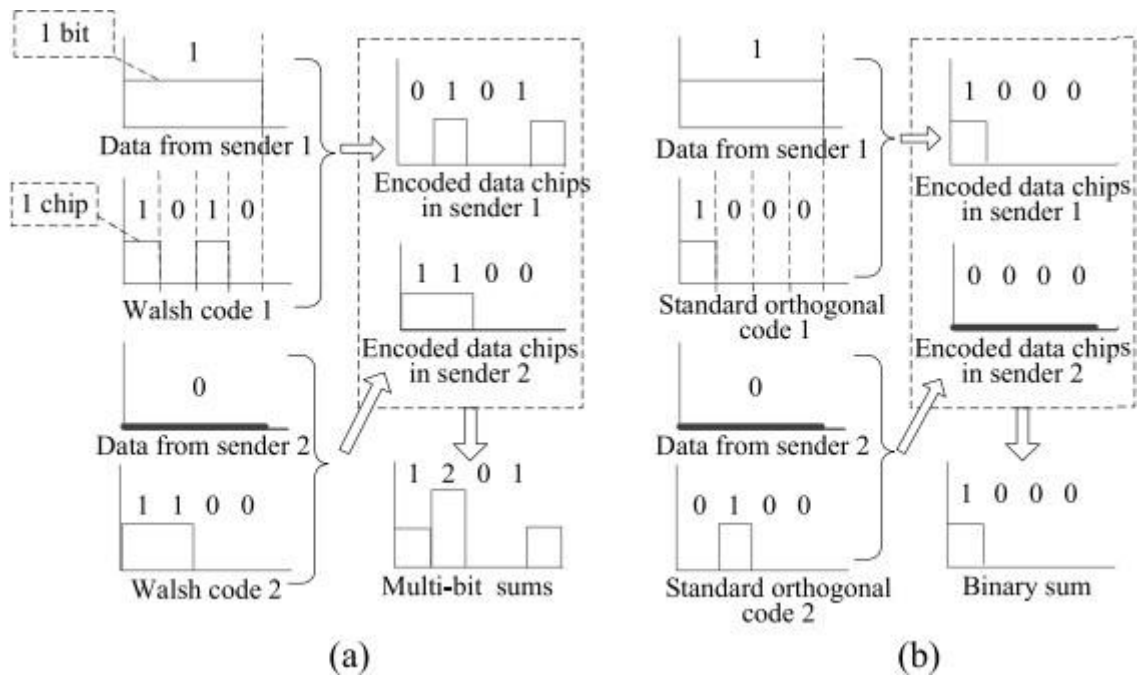 1 bit
1
Data from sender 1
1 chip
1 0 1 0
Walsh code 1
0
Data from sender 2
1 1 0 0
Walsh code 2
0 1 0 1
Encoded data chips
in sender 1
1 1 0 0
Encoded data chips
in sender 2
1 2 0 1
Multi-bit sums
(a)
1
Data from sender 1
1 0 0 0
Standard orthogonal
code 1
0
Data from sender 2
0 1 0 0
Standard orthogonal
code 2
1 0 0 0
Encoded data chips
in sender 1
0 0 0 0
Encoded data chips
in sender 2
1 0 0 0
Binary sum
(b)